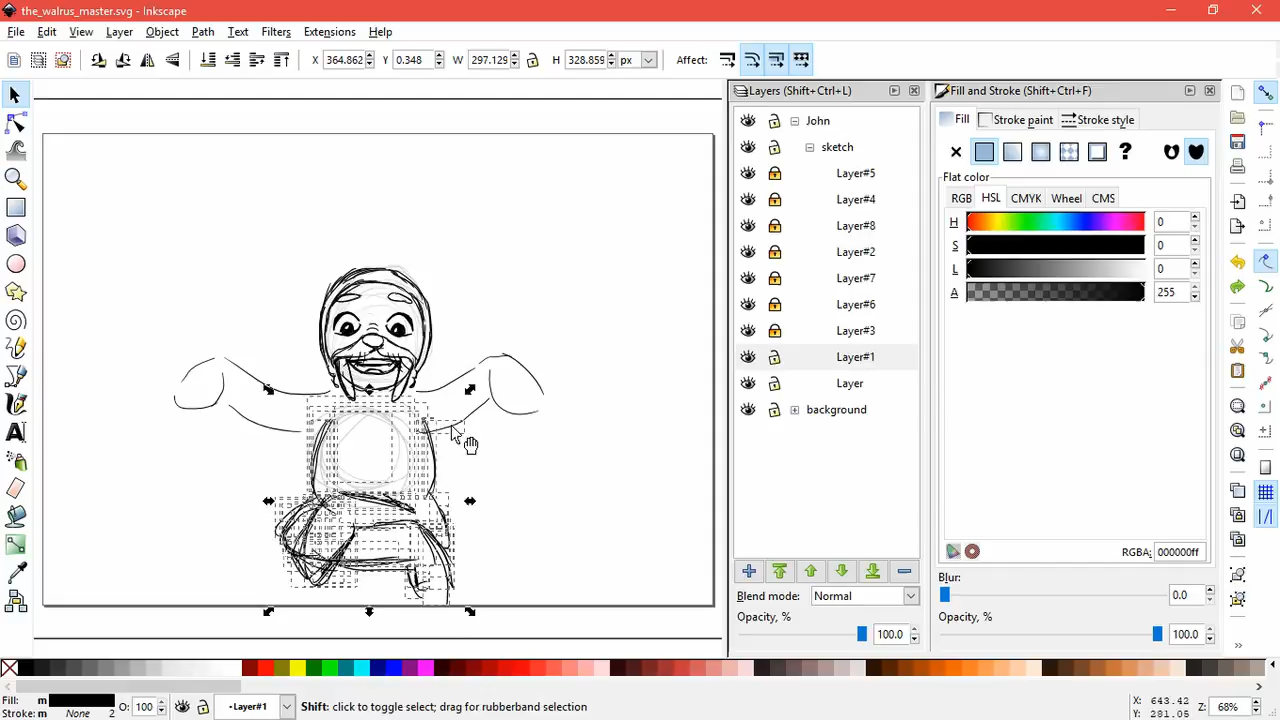 the_walrus_master.svg - Inkscape
File Edit View Layer Object Path Filters Text Extensions Help
X 364.862 Y 0.348 W 297.129 H 328.859 px Affect:
Layers (Shift+Ctrl+L)
John
sketch
Layer#5
Layer#4
Layer#8
Layer#2
Layer#7
Layer#6
Layer#3
Layer#1
Layer
background
Blend mode: Normal
Opacity, %
100.0
Fill and Stroke (Shift+Ctrl+F)
Fill Stroke paint Stroke style
?
Flat color
RGB HSL CMYK Wheel CMS
H 0
S 0
L 0
A 255
RGBA: 000000ff
Blur:
0.0
Opacity, %
100.0
Fill: m
Stroke: m None 2
O: 100
Layer#1
Shift: click to toggle select; drag for rubberband selection
X: 643.42
Y: 281.05
Z: 68%